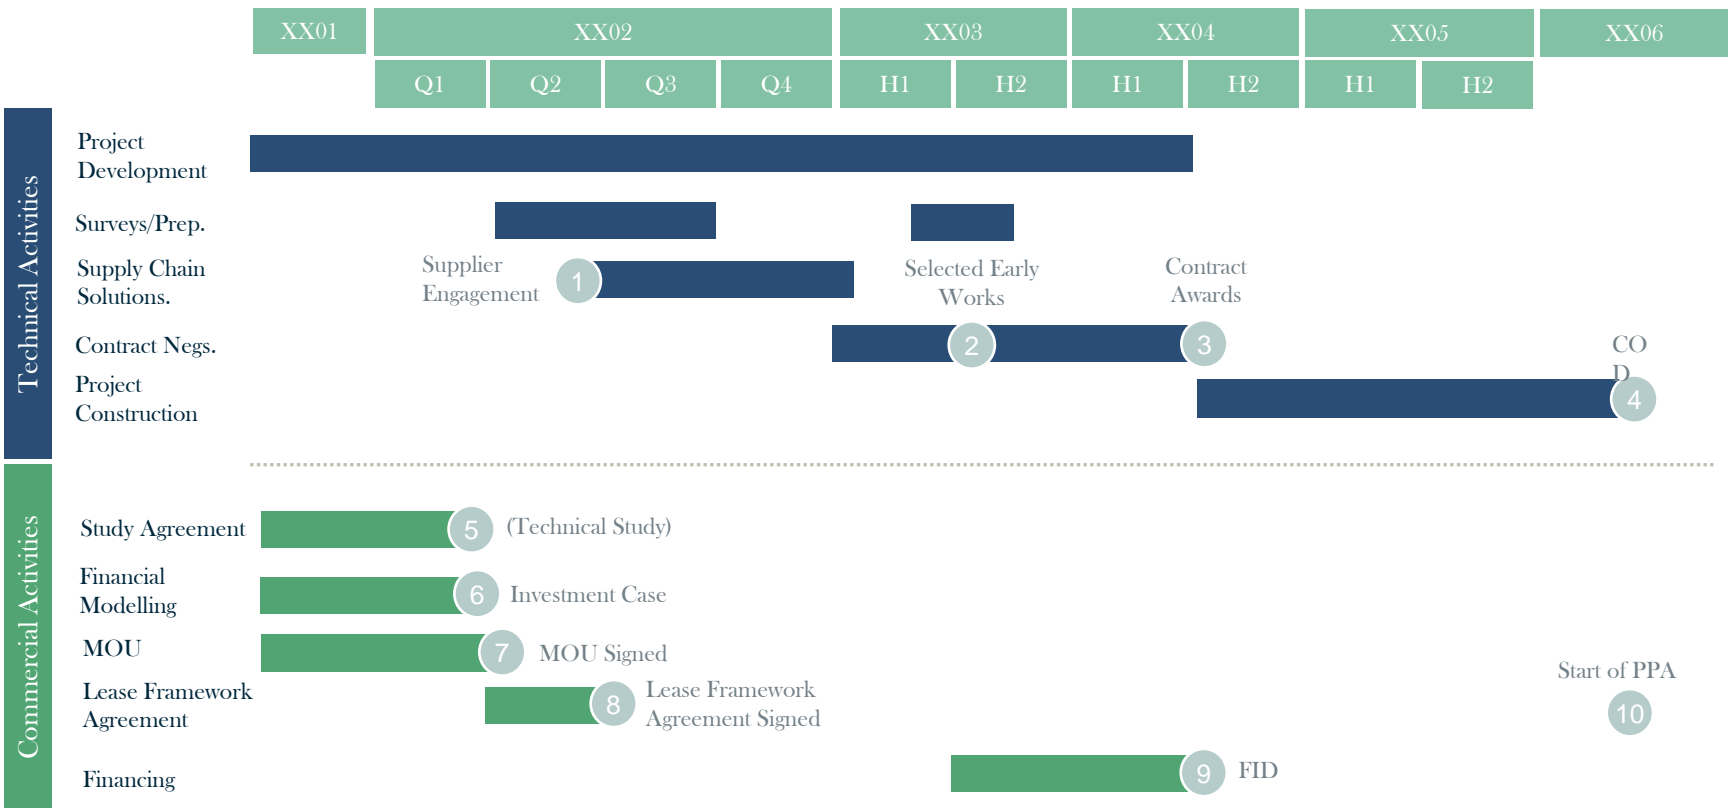 XX01
XX02
XX03
XX04
XX05
XX06
Q1
Q2
Q3
Q4
H1
H2
H1
H2
H1
H2
Technical Activities
Project
Development
Surveys/Prep.
Supply Chain
Solutions.
Supplier
Engagement
1
Selected Early
Works
Contract
Awards
Contract Negs.
2
3
CO
D
Project
Construction
4
Commercial Activities
Study Agreement
5
(Technical Study)
Financial
Modelling
6
Investment Case
MOU
7
MOU Signed
Lease Framework
Agreement
8
Lease Framework
Agreement Signed
Start of PPA
10
Financing
9
FID